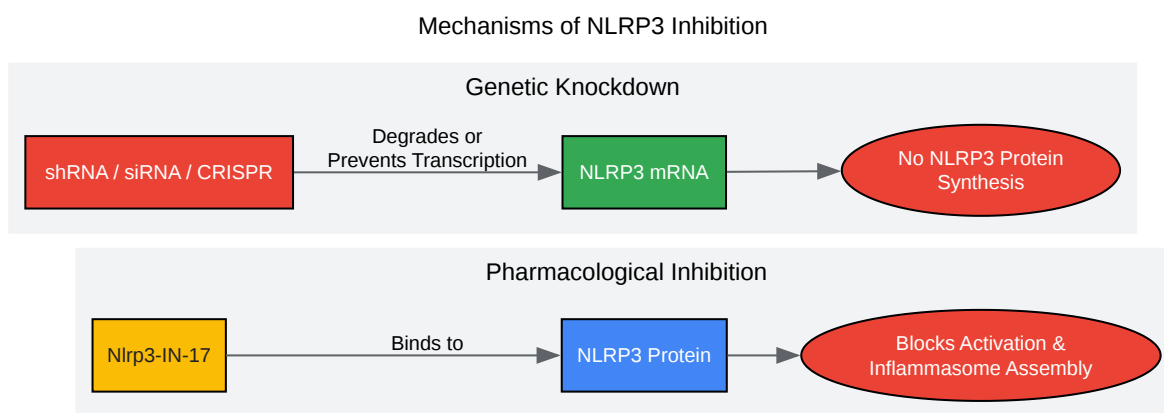 Mechanisms of NLRP3 Inhibition
Genetic Knockdown
shRNA / siRNA / CRISPR
Degrades or
Prevents Transcription
NLRP3 mRNA
No NLRP3 Protein
Synthesis
Pharmacological Inhibition
Nlrp3-IN-17
Binds to
NLRP3 Protein
Blocks Activation &
Inflammasome Assembly